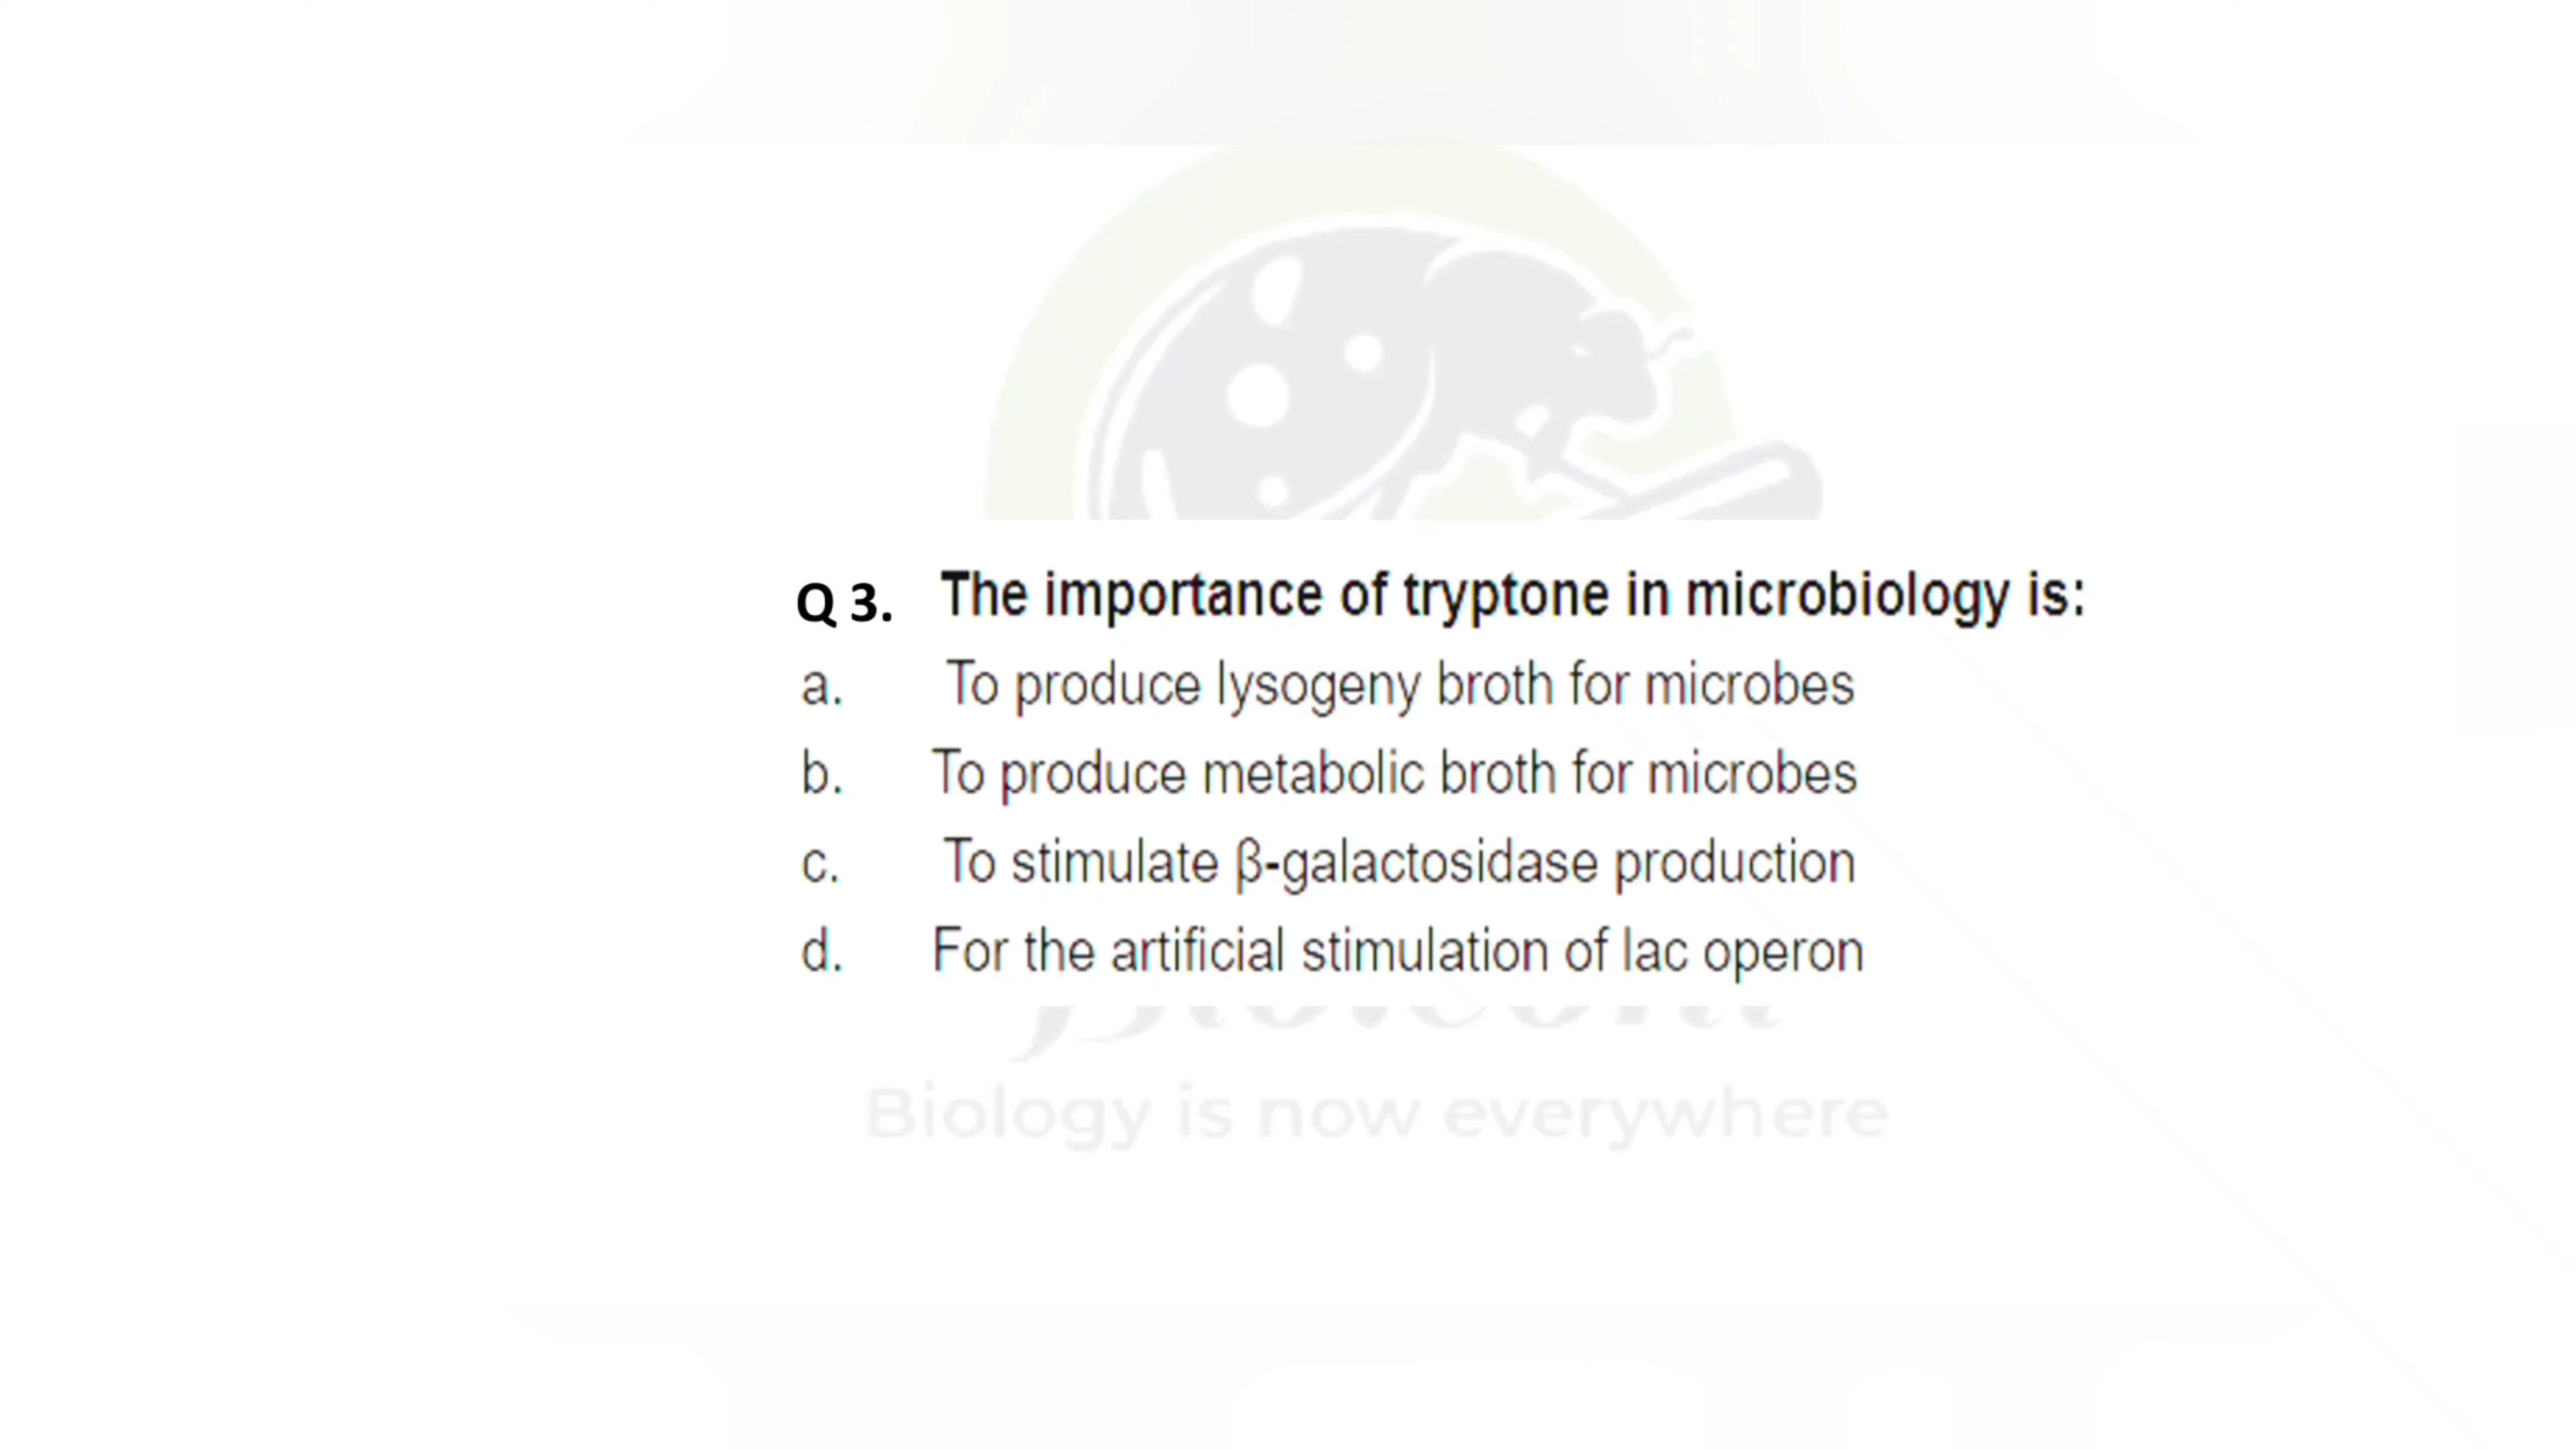 Q 3. The importance of tryptone in microbiology is:
a. To produce lysogeny broth for microbes
b. To produce metabolic broth for microbes
c. To stimulate β-galactosidase production
d. For the artificial stimulation of lac operon
Biology is now everywhere